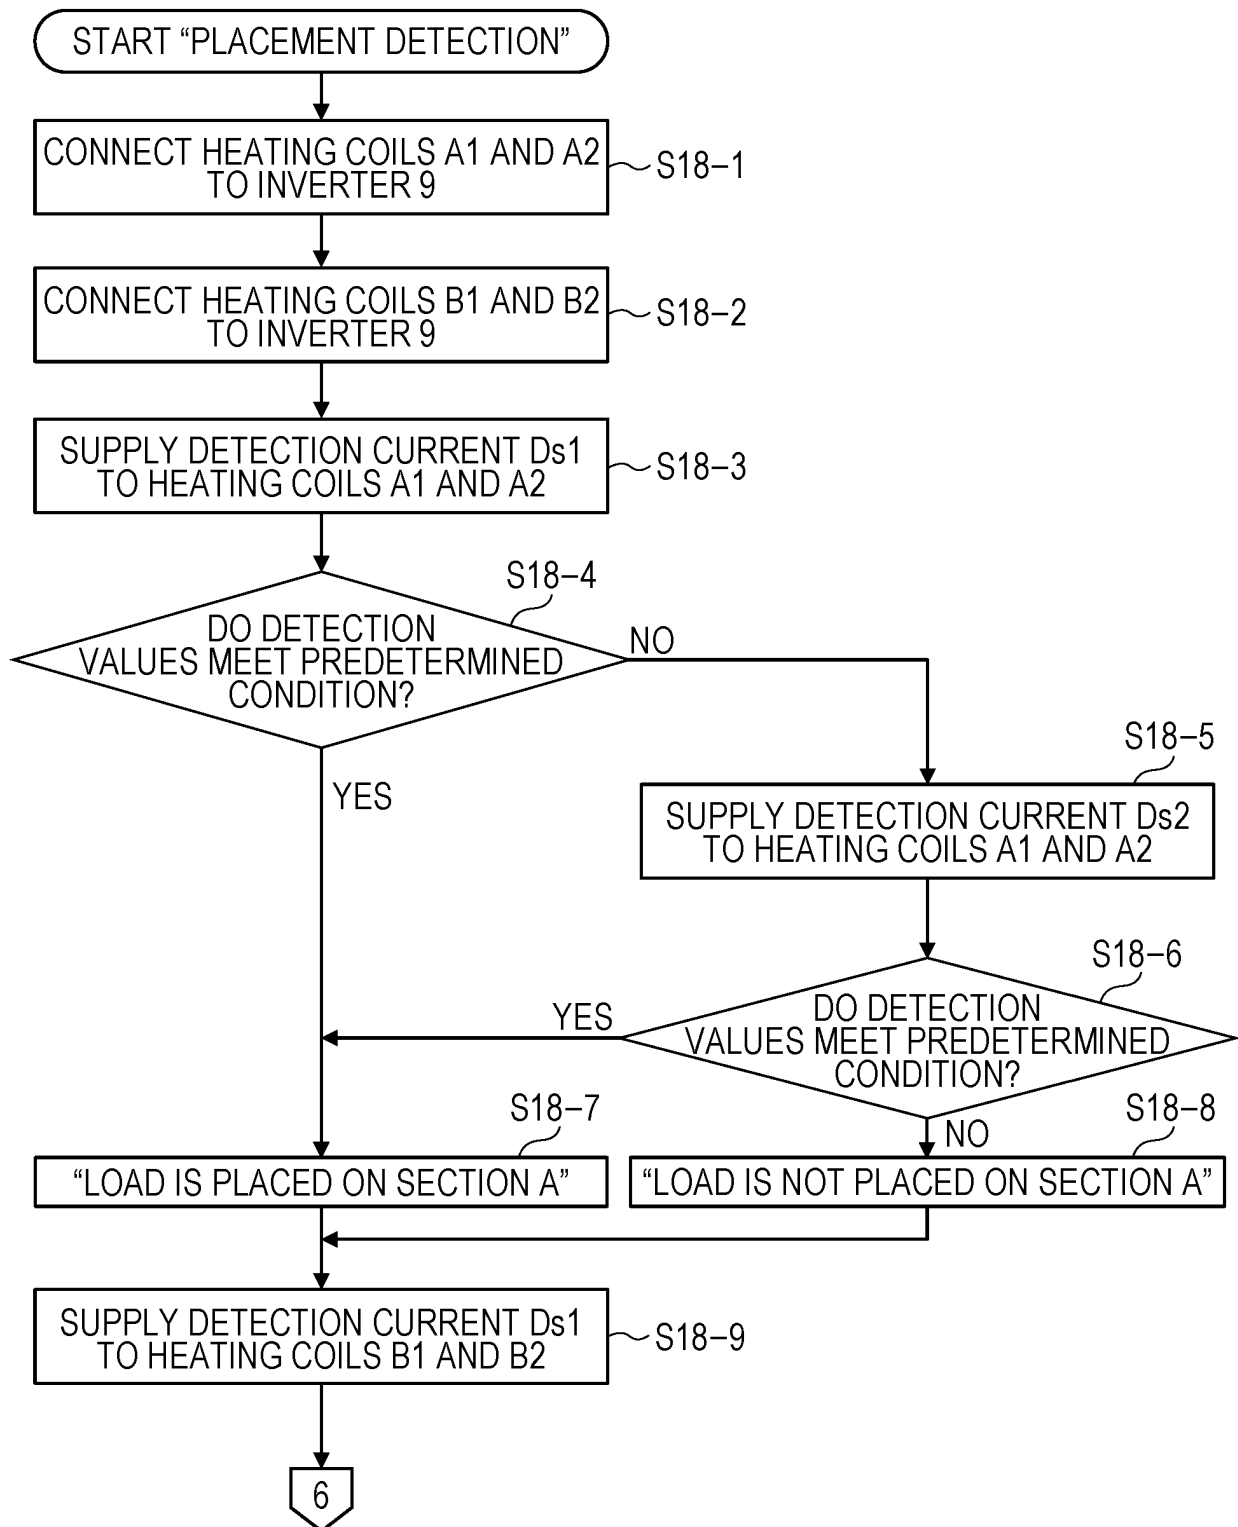 START “PLACEMENT DETECTION”
CONNECT HEATING COILS A1 AND A2
TO INVERTER 9
S18–1
CONNECT HEATING COILS B1 AND B2
TO INVERTER 9
S18–2
SUPPLY DETECTION CURRENT Ds1
TO HEATING COILS A1 AND A2
S18–3
S18–4
DO DETECTION
VALUES MEET PREDETERMINED
CONDITION?
NO
YES
S18–5
SUPPLY DETECTION CURRENT Ds2
TO HEATING COILS A1 AND A2
S18–6
DO DETECTION
VALUES MEET PREDETERMINED
CONDITION?
YES
NO
S18–7
“LOAD IS PLACED ON SECTION A”
S18–8
“LOAD IS NOT PLACED ON SECTION A”
SUPPLY DETECTION CURRENT Ds1
TO HEATING COILS B1 AND B2
S18–9
6